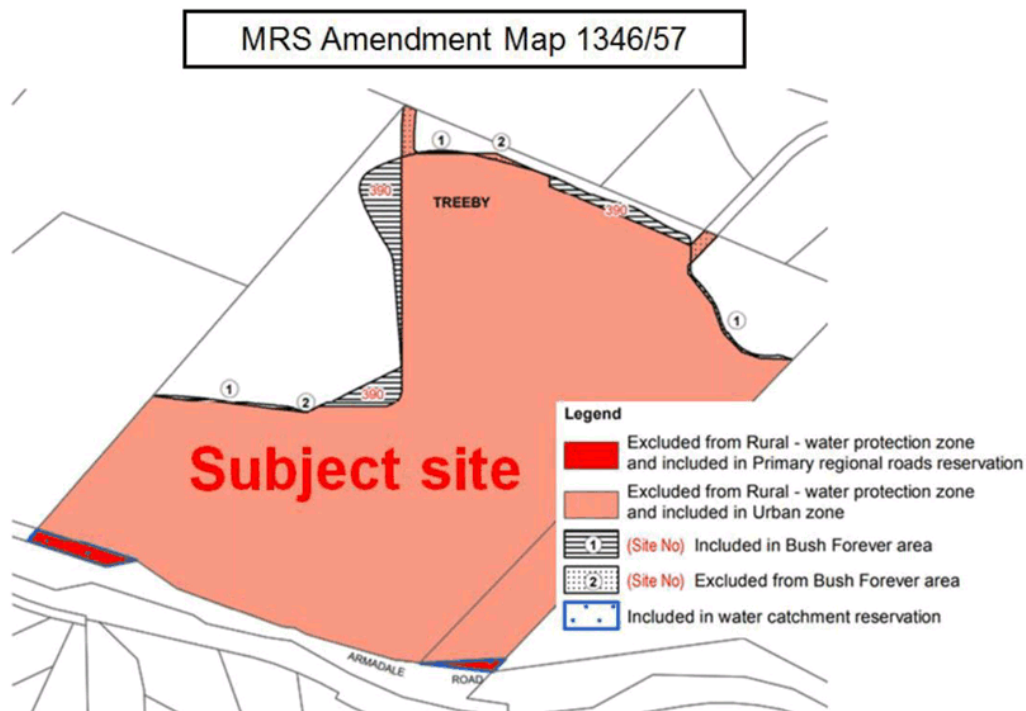 MRS Amendment Map 1346/57
1
2
390
TREEBY
390
1
1
2
390
Subject site
ARMADALE
ROAD
Legend
Excluded from Rural - water protection zone
and included in Primary regional roads reservation
Excluded from Rural - water protection zone
and included in Urban zone
1 (Site No) Included in Bush Forever area
2 (Site No) Excluded from Bush Forever area
Included in water catchment reservation